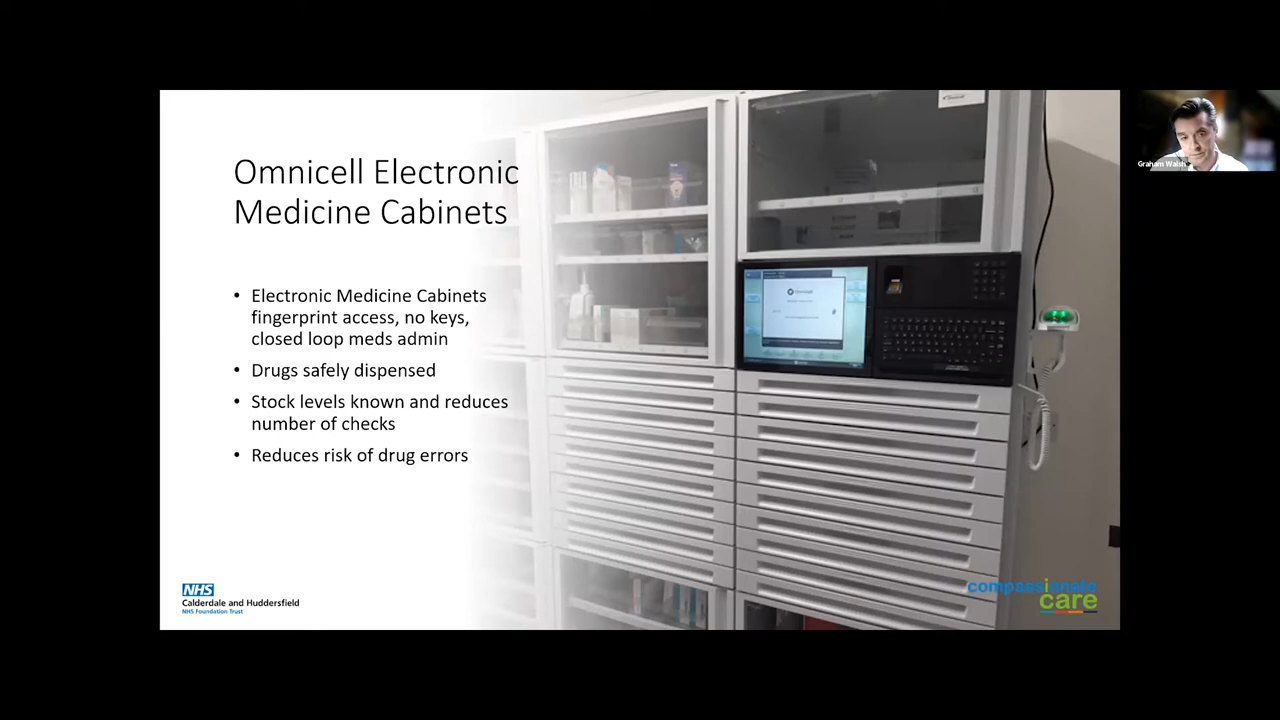 Omnicell Electronic
Medicine Cabinets
• Electronic Medicine Cabinets
fingerprint access, no keys,
closed loop meds admin
• Drugs safely dispensed
• Stock levels known and reduces
number of checks
• Reduces risk of drug errors
NHS
Calderdale and Huddersfield
NHS Foundation Trust
compassionate
care
Graham Walsh